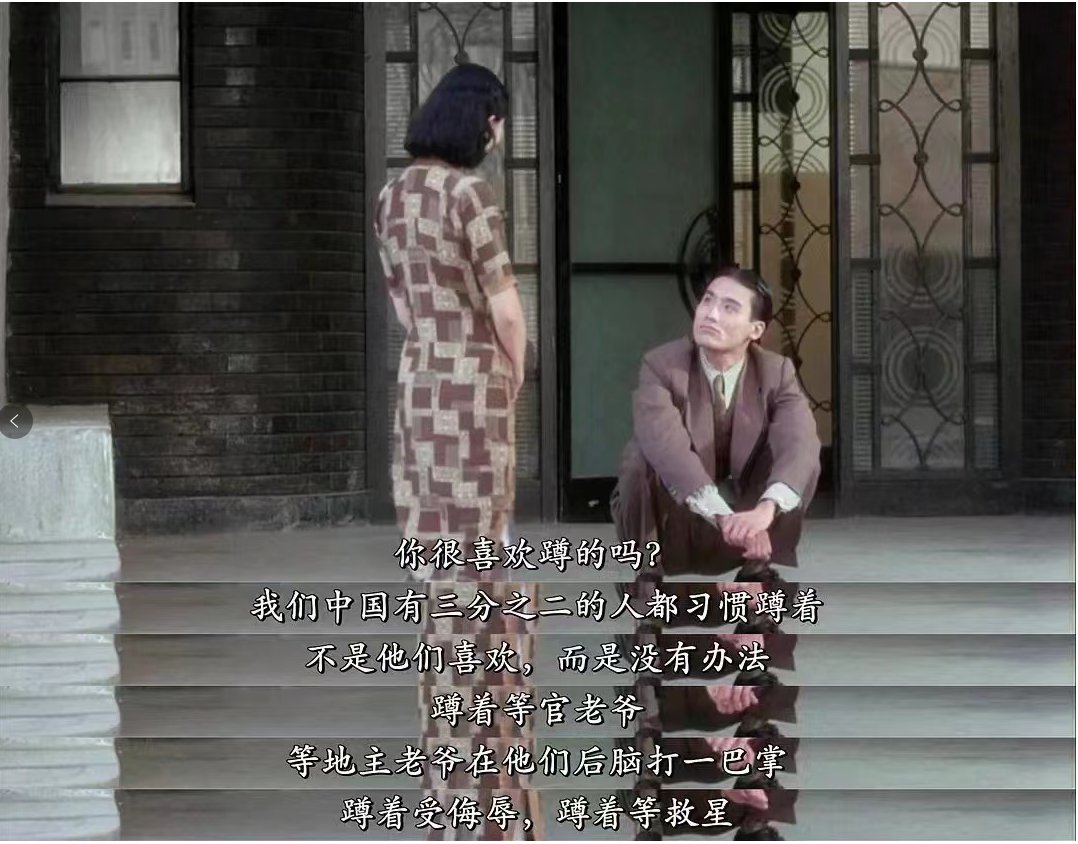 你很喜欢蹲的吗?
我们中国有三分之二的人都习惯蹲着
不是他们喜欢，而是没有办法
蹲着等官老爷
等地主老爷在他们后脑打一巴掌
蹲着受侮辱，蹲着等救星